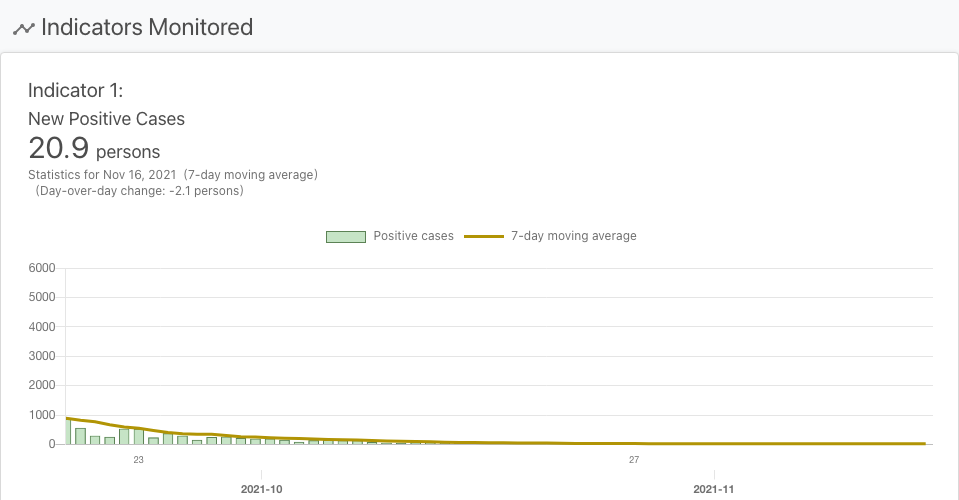 Indicators Monitored
Indicator 1:
New Positive Cases
20.9 persons
Statistics for Nov 16, 2021 (7-day moving average)
(Day-over-day change: -2.1 persons)
Positive cases 7-day moving average
6000
5000
4000
3000
2000
1000
0
23 27
2021-10 2021-11